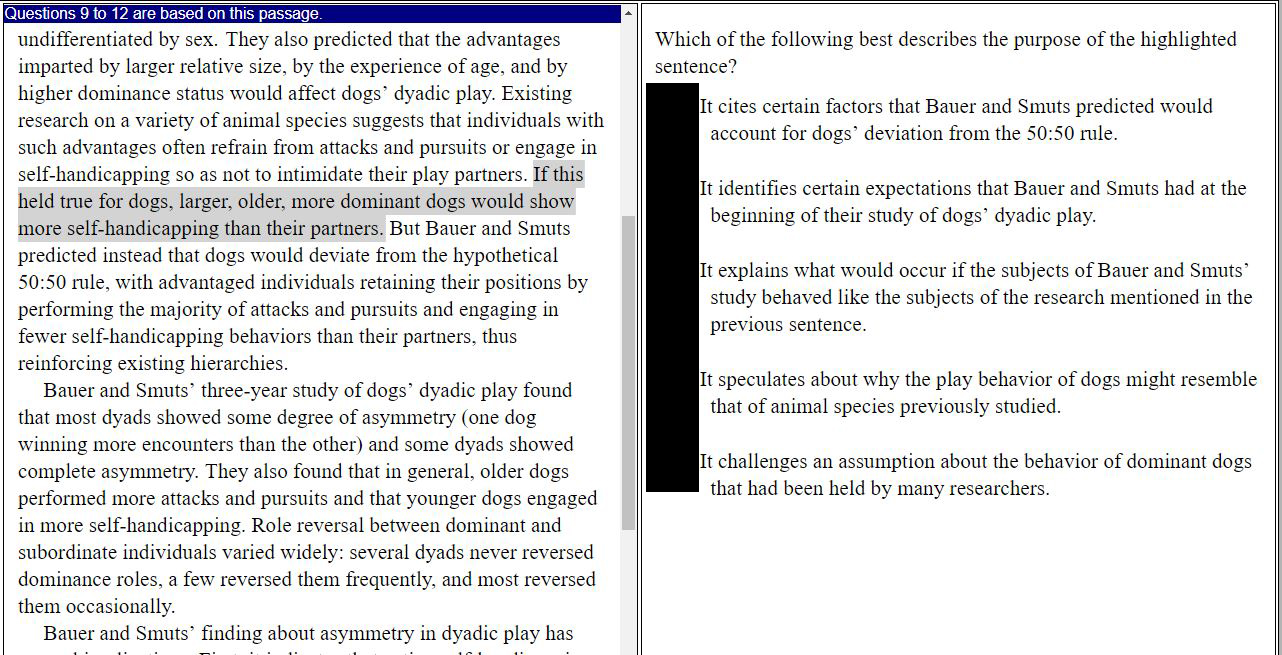 Questions 9 to 12 are based on this passage.
undifferentiated by sex. They also predicted that the advantages
imparted by larger relative size, by the experience of age, and by
higher dominance status would affect dogs’ dyadic play. Existing
research on a variety of animal species suggests that individuals with
such advantages often refrain from attacks and pursuits or engage in
self-handicapping so as not to intimidate their play partners. If this
held true for dogs, larger, older, more dominant dogs would show
more self-handicapping than their partners. But Bauer and Smuts
predicted instead that dogs would deviate from the hypothetical
50:50 rule, with advantaged individuals retaining their positions by
performing the majority of attacks and pursuits and engaging in
fewer self-handicapping behaviors than their partners, thus
reinforcing existing hierarchies.
Bauer and Smuts’ three-year study of dogs’ dyadic play found
that most dyads showed some degree of asymmetry (one dog
winning more encounters than the other) and some dyads showed
complete asymmetry. They also found that in general, older dogs
performed more attacks and pursuits and that younger dogs engaged
in more self-handicapping. Role reversal between dominant and
subordinate individuals varied widely: several dyads never reversed
dominance roles, a few reversed them frequently, and most reversed
them occasionally.
Bauer and Smuts’ finding about asymmetry in dyadic play has
Which of the following best describes the purpose of the highlighted
sentence?
It cites certain factors that Bauer and Smuts predicted would
account for dogs’ deviation from the 50:50 rule.
It identifies certain expectations that Bauer and Smuts had at the
beginning of their study of dogs’ dyadic play.
It explains what would occur if the subjects of Bauer and Smuts’
study behaved like the subjects of the research mentioned in the
previous sentence.
It speculates about why the play behavior of dogs might resemble
that of animal species previously studied.
It challenges an assumption about the behavior of dominant dogs
that had been held by many researchers.